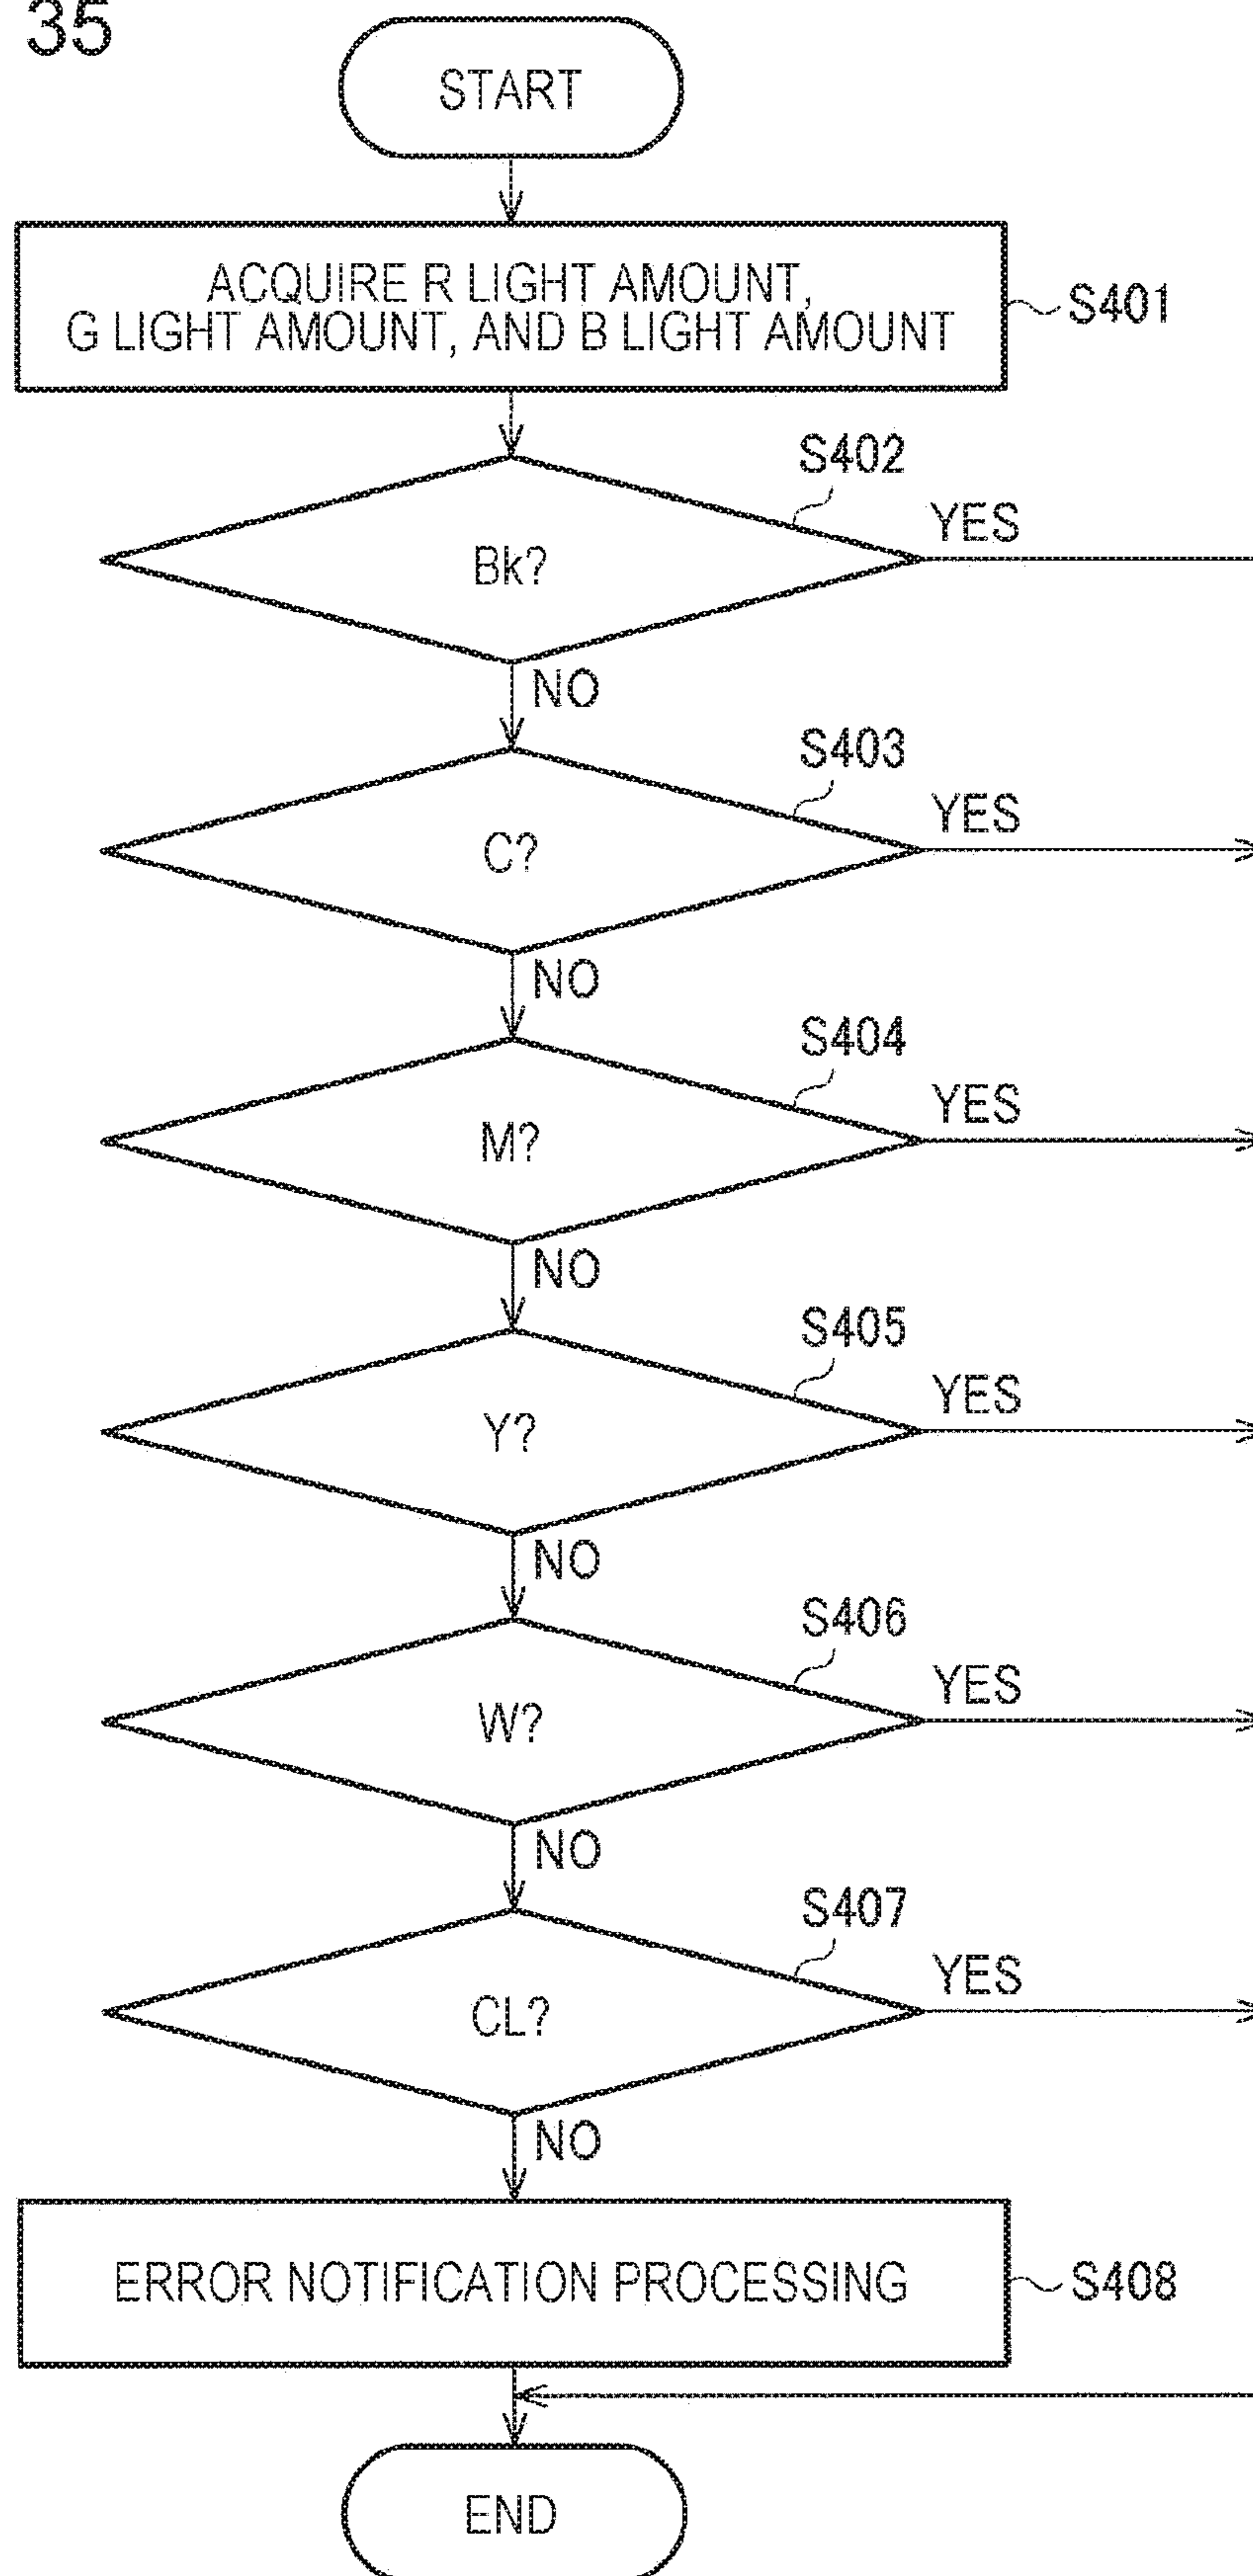 35
START
ACQUIRE R LIGHT AMOUNT,
G LIGHT AMOUNT, AND B LIGHT AMOUNT
S401
S402
YES
Bk?
NO
S403
YES
C?
NO
S404
YES
M?
NO
S405
YES
Y?
NO
S406
YES
W?
NO
S407
YES
CL?
NO
ERROR NOTIFICATION PROCESSING
S408
END